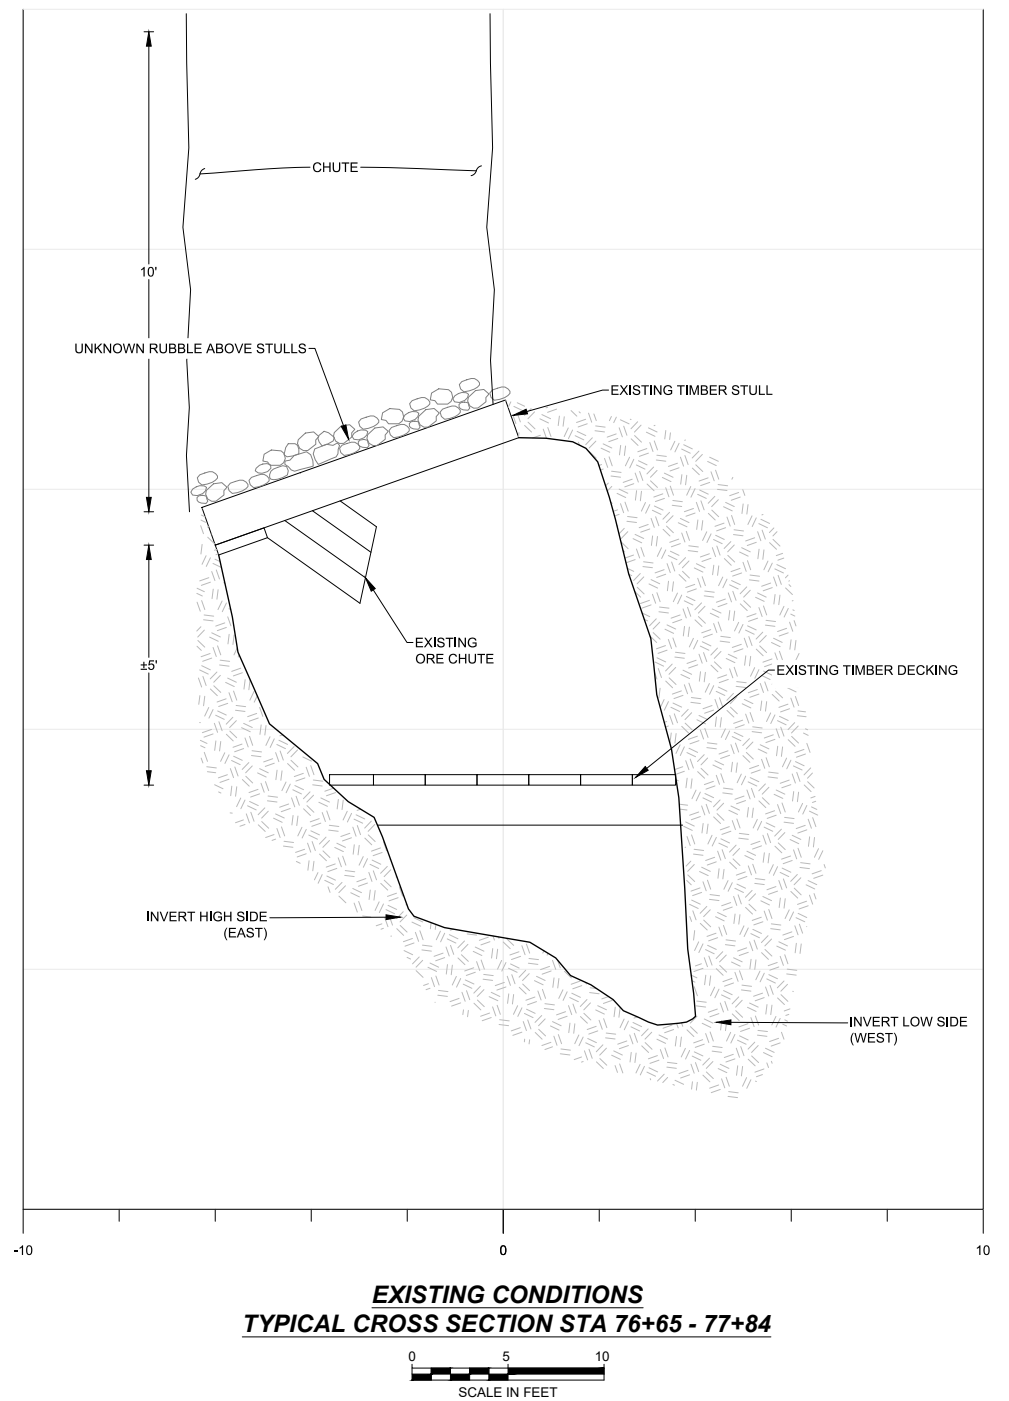 CHUTE
10'
UNKNOWN RUBBLE ABOVE STULLS
EXISTING TIMBER STULL
±5'
EXISTING
ORE CHUTE
EXISTING TIMBER DECKING
INVERT HIGH SIDE
(EAST)
INVERT LOW SIDE
(WEST)
-10
0
10
EXISTING CONDITIONS
TYPICAL CROSS SECTION STA 76+65 - 77+84
0 5 10
SCALE IN FEET